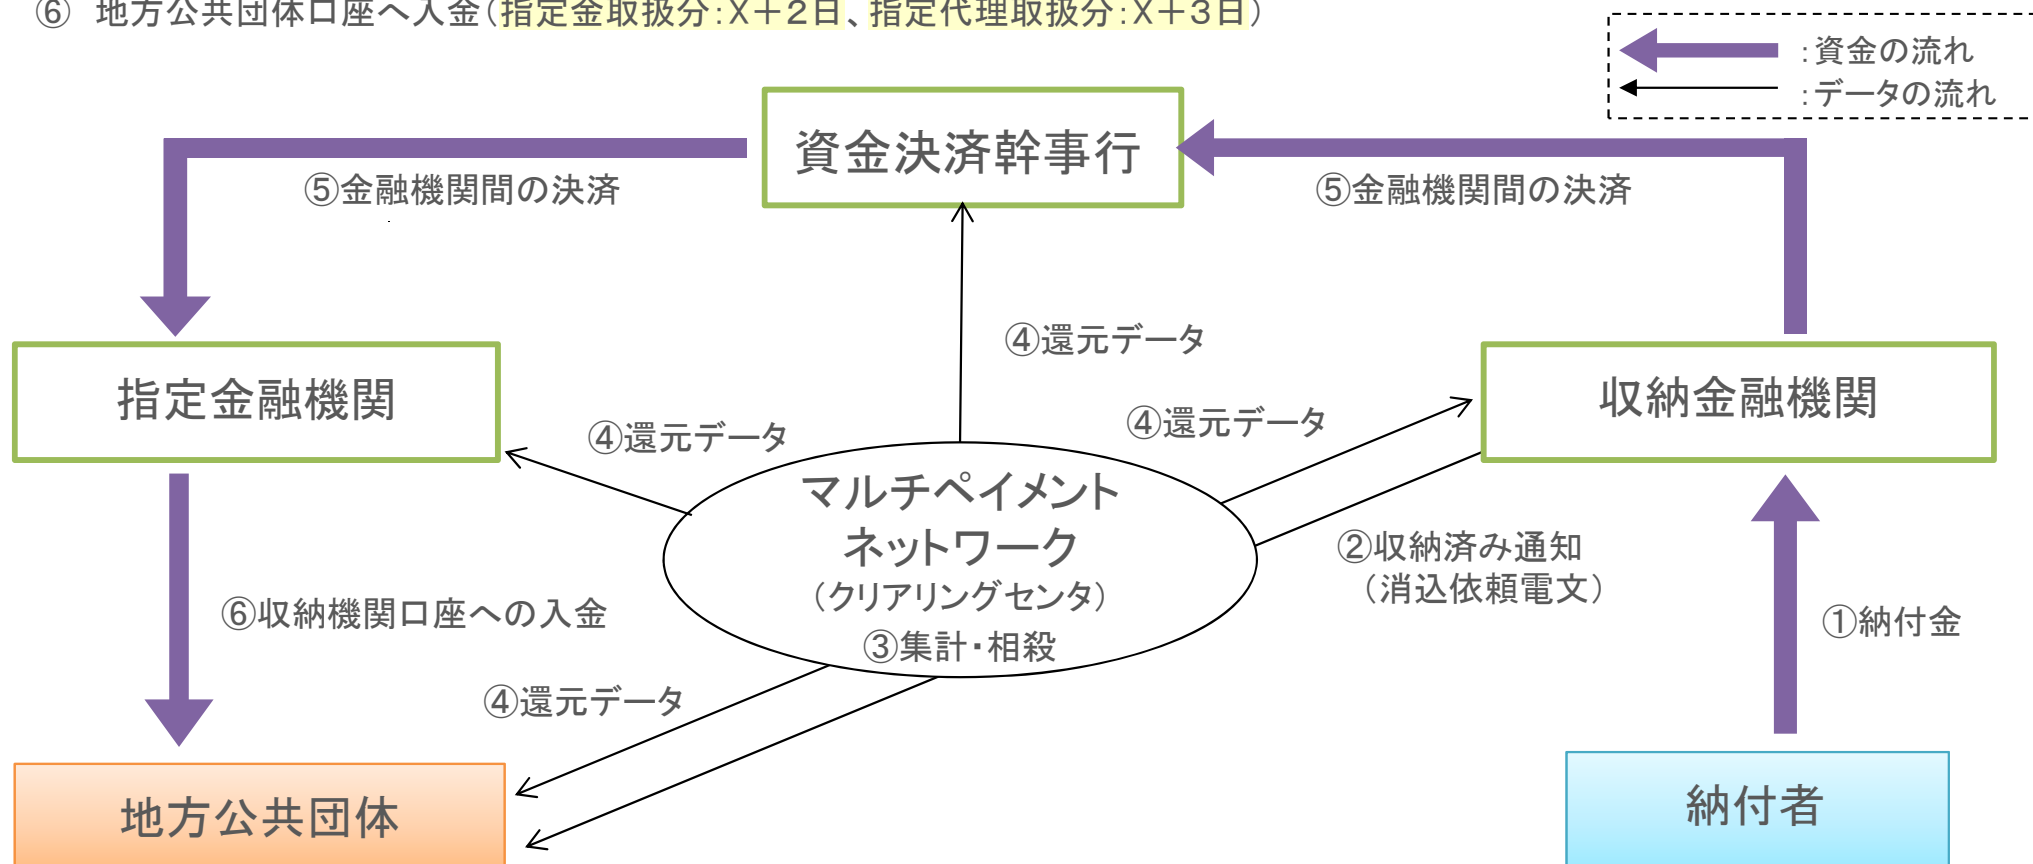 ⑥ 地方公共団体口座へ入金(指定金取扱分:X+2日、指定代理取扱分:X+3日)
:資金の流れ
:データの流れ
資金決済幹事行
⑤金融機関間の決済
⑤金融機関間の決済
④還元データ
指定金融機関
収納金融機関
④還元データ
④還元データ
マルチペイメント
ネットワーク
(クリアリングセンタ)
③集計・相殺
②収納済み通知
(消込依頼電文)
⑥収納機関口座への入金
①納付金
④還元データ
地方公共団体
納付者